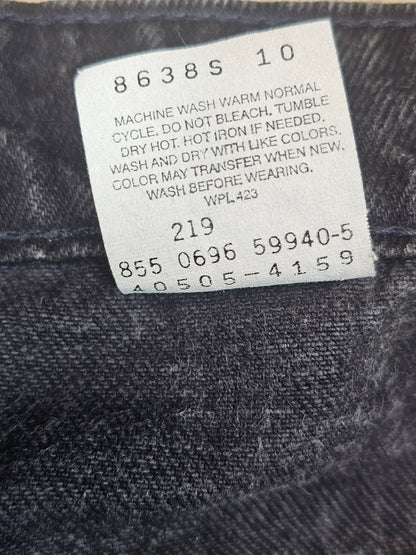 8638S 10
MACHINE WASH WARM NORMAL
CYCLE. DO NOT BLEACH. TUMBLE
DRY HOT. HOT IRON IF NEEDED.
WASH AND DRY WITH LIKE COLORS.
COLOR MAY TRANSFER WHEN NEW.
WASH BEFORE WEARING.
WPL 423
219
855 0696 59940-5
40505-4159